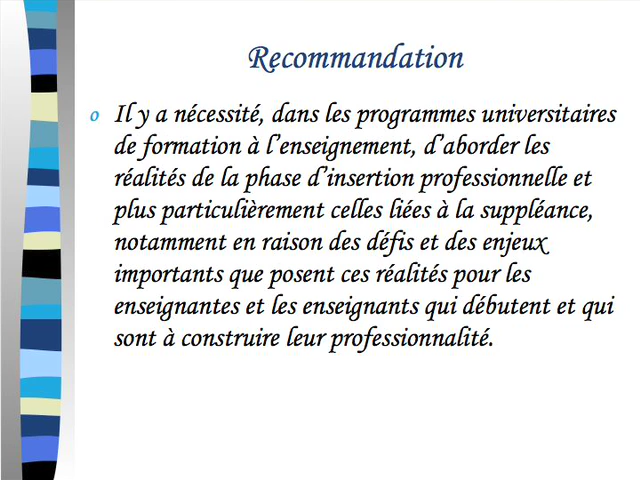 Recommandation
o Il y a nécessité, dans les programmes universitaires
de formation à l’enseignement, d’aborder les
réalités de la phase d’insertion professionnelle et
plus particulièrement celles liées à la suppléance,
notamment en raison des défis et des enjeux
importants que posent ces réalités pour les
enseignantes et les enseignants qui débutent et qui
sont à construire leur professionnalité.